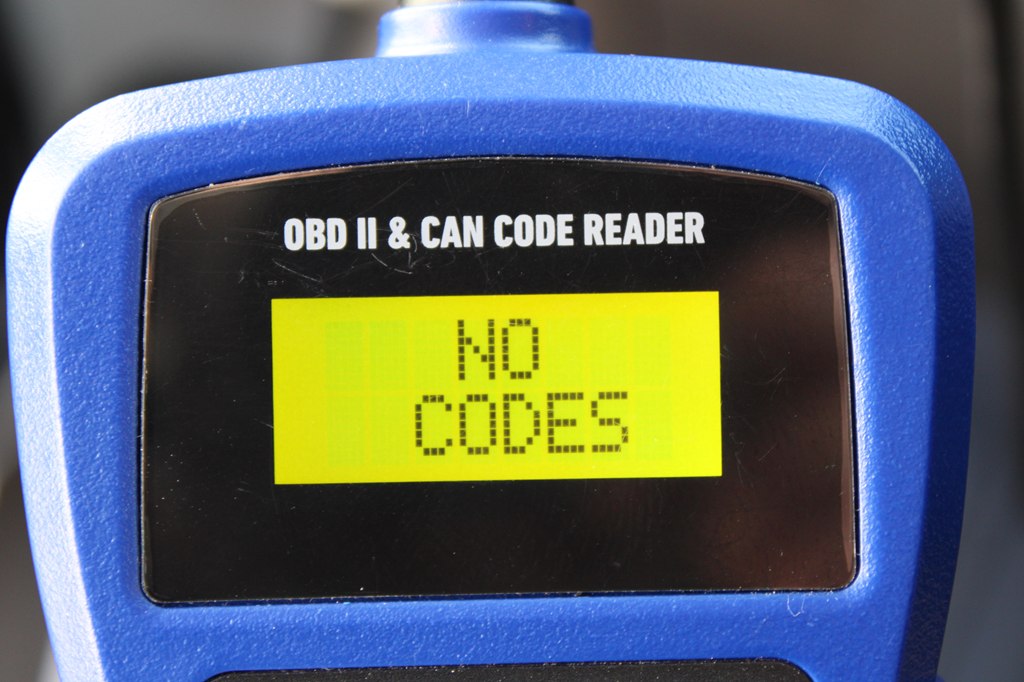 OBD II & CAN CODE READER
NO
CODES